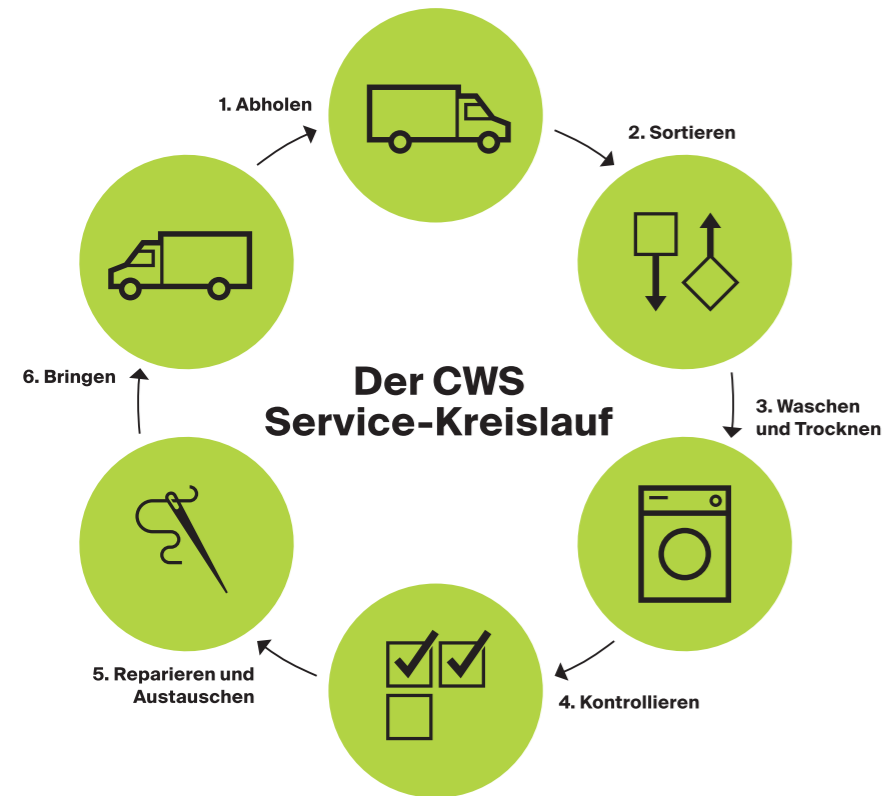 Der CWS
Service-Kreislauf
1. Abholen
2. Sortieren
3. Waschen
und Trocknen
4. Kontrollieren
5. Reparieren und
Austauschen
6. Bringen